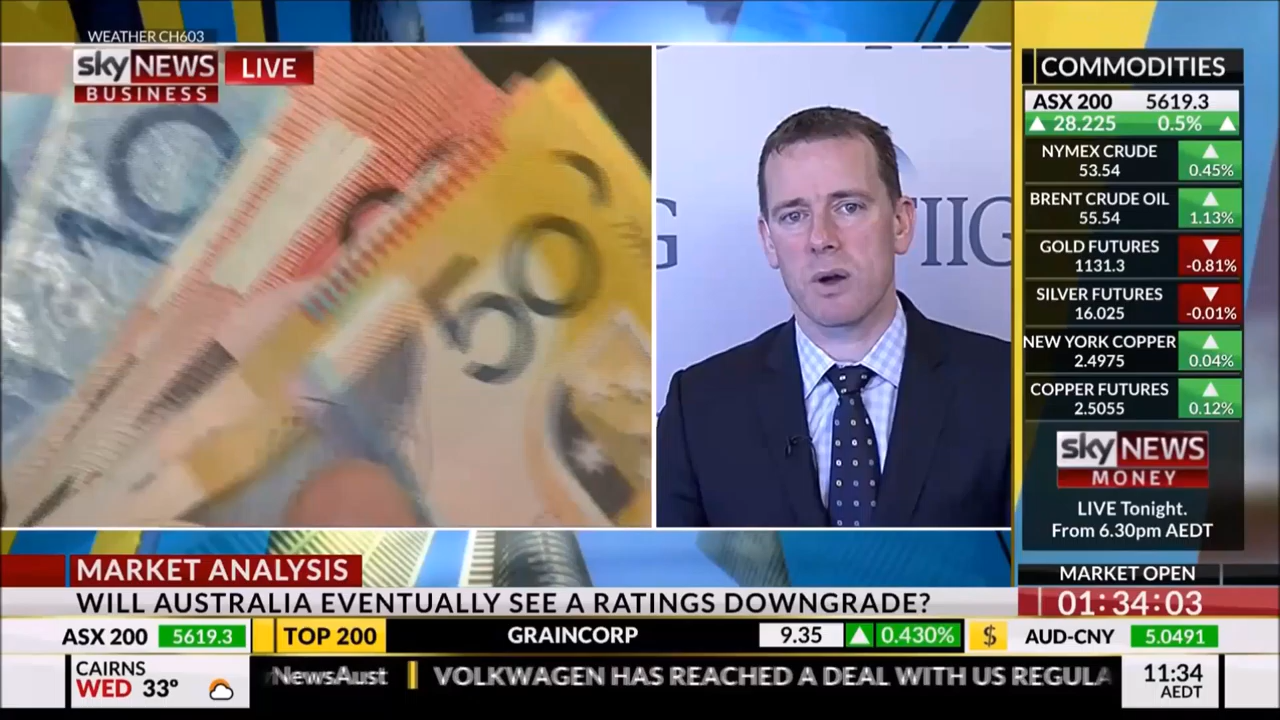 WEATHER CH603
sky NEWS
BUSINESS
LIVE
10
50
FIIG
COMMODITIES
ASX 200 5619.3
▲ 28.225 0.5% ▲
NYMEX CRUDE
53.54 ▲ 0.45%
BRENT CRUDE OIL
55.54 ▲ 1.13%
GOLD FUTURES
1131.3 ▼ -0.81%
SILVER FUTURES
16.025 ▼ -0.01%
NEW YORK COPPER
2.4975 ▲ 0.04%
COPPER FUTURES
2.5055 ▲ 0.12%
sky NEWS
MONEY
LIVE Tonight.
From 6.30pm AEDT
MARKET OPEN
01:34:03
MARKET ANALYSIS
WILL AUSTRALIA EVENTUALLY SEE A RATINGS DOWNGRADE?
ASX 200 5619.3 TOP 200 GRAINCORP 9.35 ▲ 0.430% $ AUD-CNY 5.0491
CAIRNS
WED 33°
NewsAust | VOLKWAGEN HAS REACHED A DEAL WITH US REGULA
11:34
AEDT